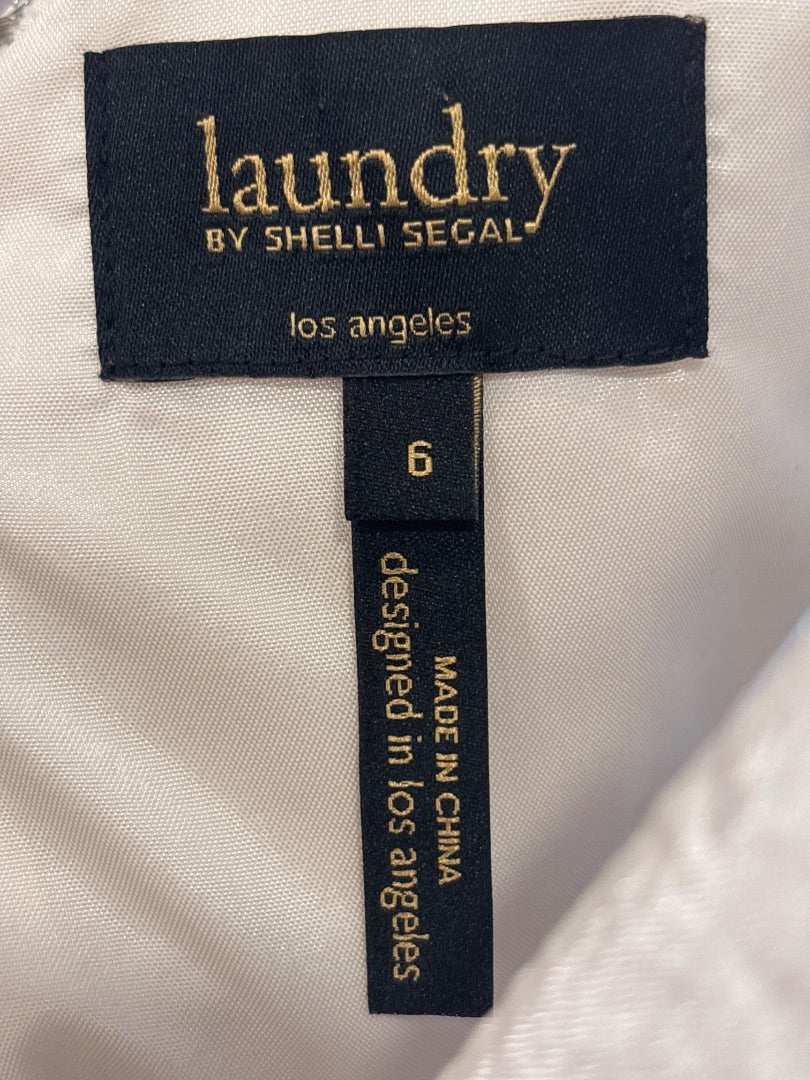 laundry
BY SHELLI SEGAL
los angeles
6
MADE IN CHINA
designed in los angeles